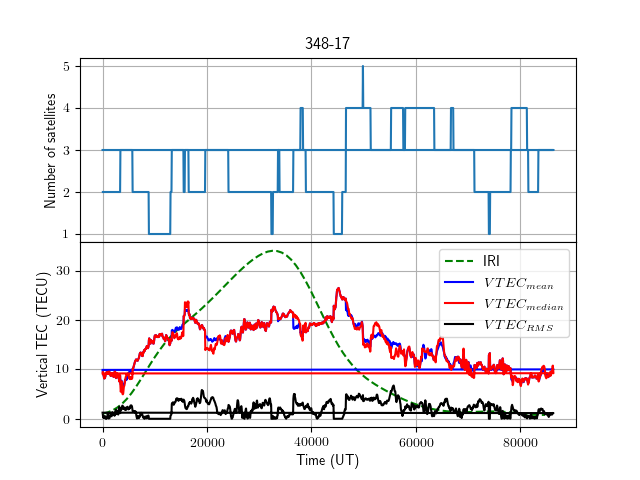 348-17
Number of satellites
5
4
3
2
1
Vertical TEC (TECU)
30
20
10
0
IRI
VTEC_mean
VTEC_median
VTEC_RMS
0 20000 40000 60000 80000
Time (UT)